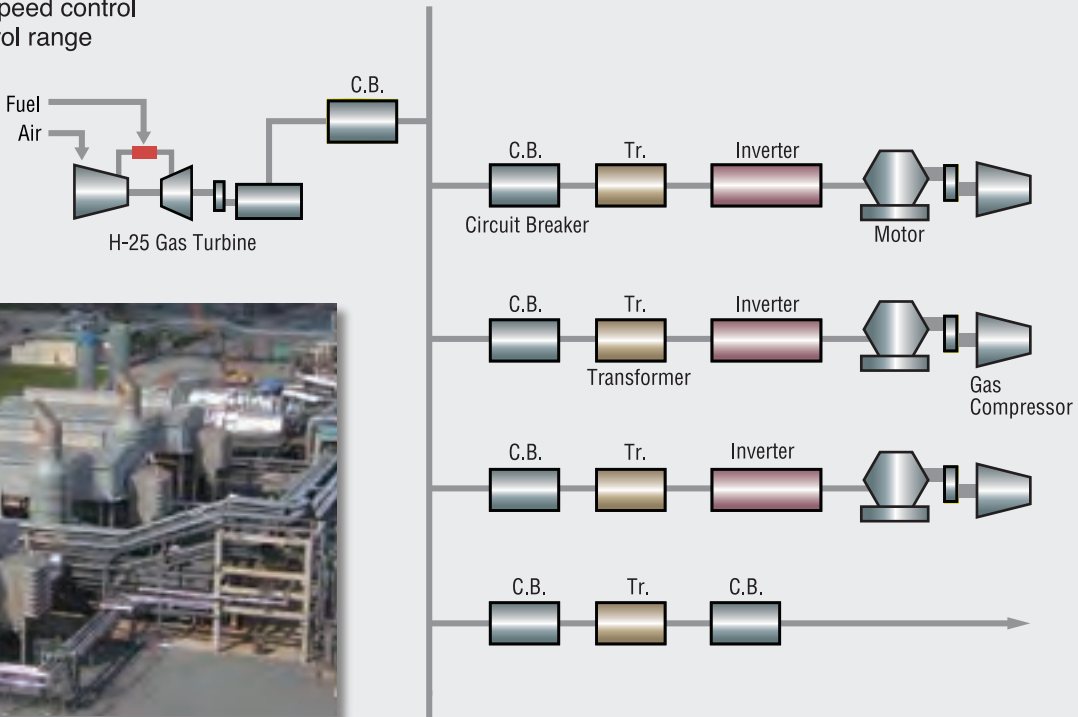 peed control
ol range
Fuel
Air
H-25 Gas Turbine
C.B.
C.B.
Tr.
Inverter
Circuit Breaker
Motor
C.B.
Tr.
Inverter
Transformer
Gas
Compressor
C.B.
Tr.
Inverter
C.B.
Tr.
C.B.